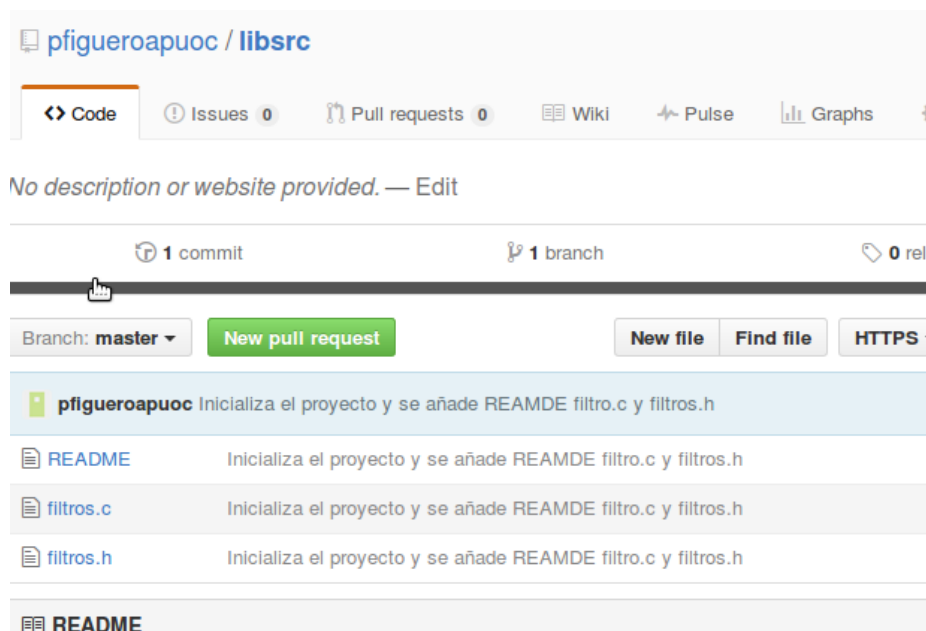 pfigueroapuoc / libsrc
Code Issues 0 Pull requests 0 Wiki Pulse Graphs
No description or website provided. — Edit
1 commit 1 branch 0 rel
Branch: master New pull request New file Find file HTTPS
pfigueroapuoc Inicializa el proyecto y se añade REAMDE filtro.c y filtros.h
README Inicializa el proyecto y se añade REAMDE filtro.c y filtros.h
filtros.c Inicializa el proyecto y se añade REAMDE filtro.c y filtros.h
filtros.h Inicializa el proyecto y se añade REAMDE filtro.c y filtros.h
README